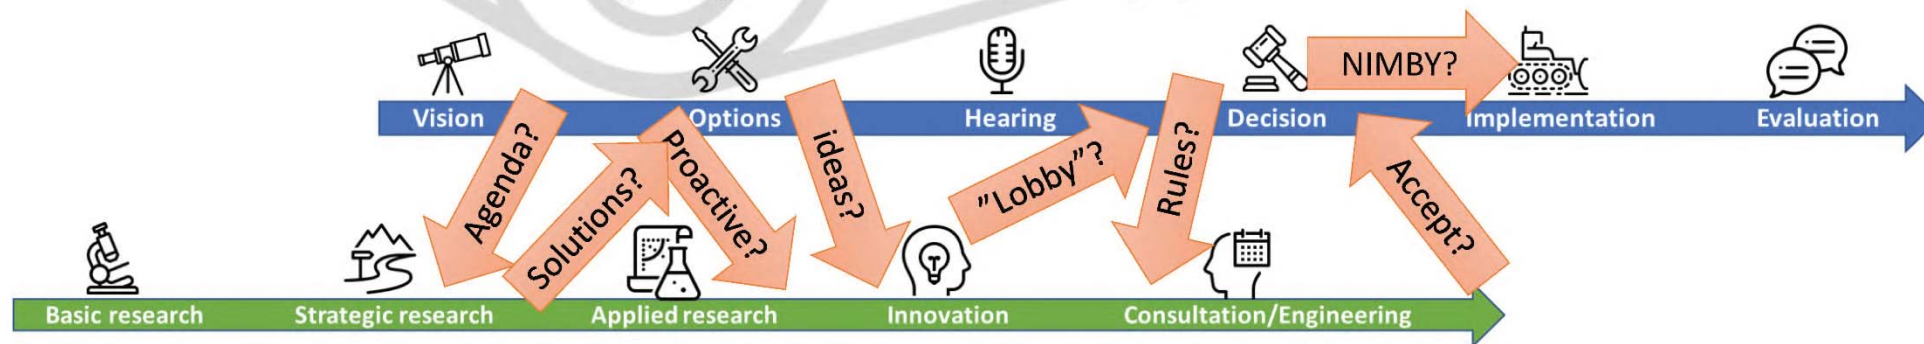 NIMBY?
Vision
Options
Hearing
Decision
Implementation
Evaluation
Agenda?
Solutions?
Proactive?
ideas?
”Lobby”?
Rules?
Accept?
Basic research
Strategic research
Applied research
Innovation
Consultation/Engineering